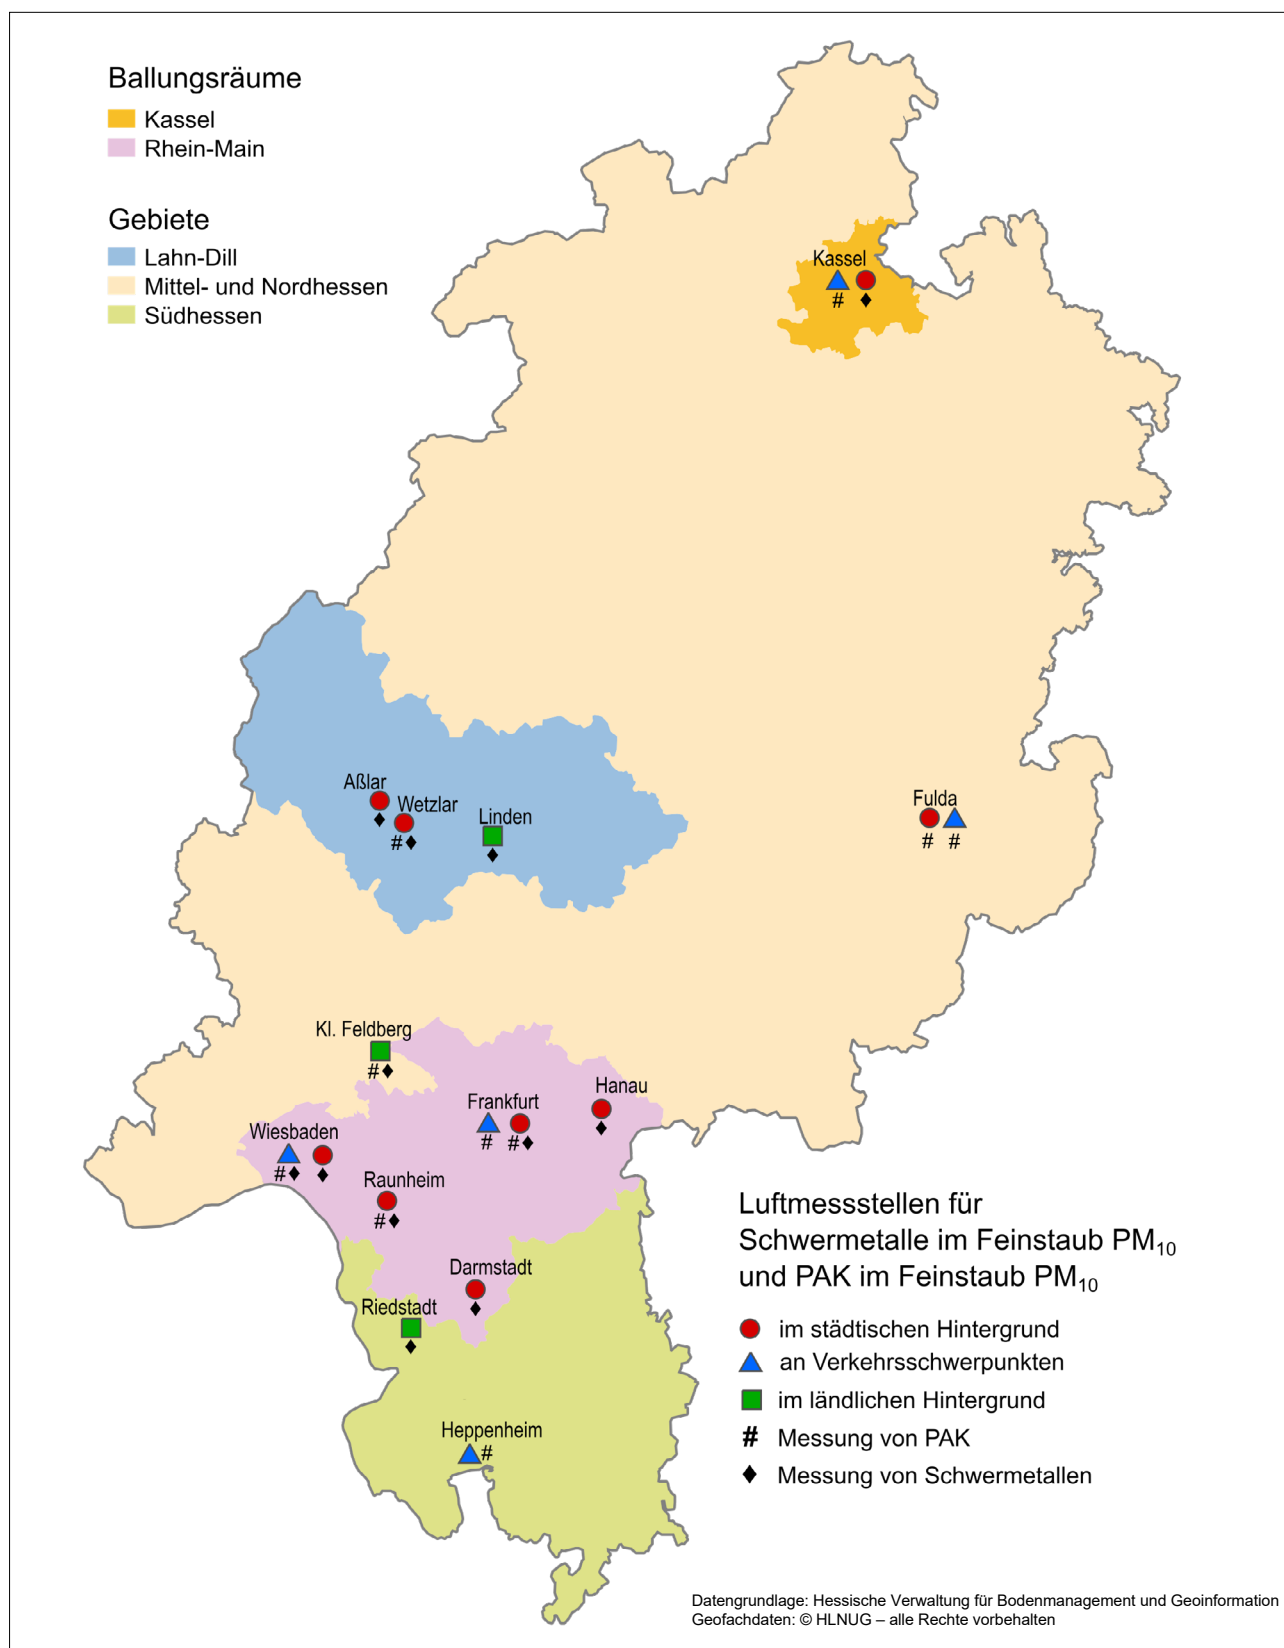 Ballungsräume
Kassel
Rhein-Main
Gebiete
Lahn-Dill
Mittel- und Nordhessen
Südhessen
Kassel
# ♦
Aßlar
♦
Wetzlar
# ♦
Linden
♦
Fulda
# #
Kl. Feldberg
# ♦
Hanau
♦
Frankfurt
# # ♦
Wiesbaden
# ♦ ♦
Raunheim
# ♦
Darmstadt
♦
Riedstadt
♦
Heppenheim
#
Luftmessstellen für
Schwermetalle im Feinstaub PM₁₀
und PAK im Feinstaub PM₁₀
im städtischen Hintergrund
an Verkehrsschwerpunkten
im ländlichen Hintergrund
# Messung von PAK
♦ Messung von Schwermetallen
Datengrundlage: Hessische Verwaltung für Bodenmanagement und Geoinformation
Geofachdaten: © HLNUG – alle Rechte vorbehalten